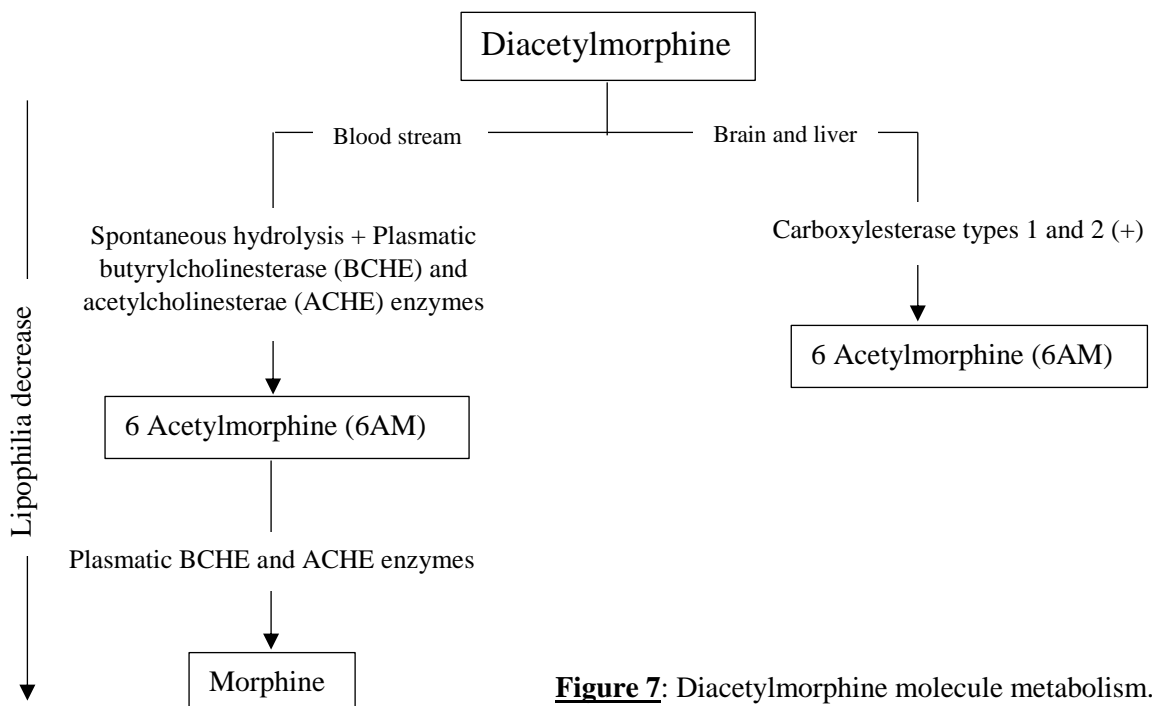 Diacetylmorphine
Blood stream
Brain and liver
Spontaneous hydrolysis + Plasmatic
butyrylcholinesterase (BCHE) and
acetylcholinesterae (ACHE) enzymes
Carboxylesterase types 1 and 2 (+)
6 Acetylmorphine (6AM)
6 Acetylmorphine (6AM)
Lipophilia decrease
Plasmatic BCHE and ACHE enzymes
Morphine
Figure 7: Diacetylmorphine molecule metabolism.